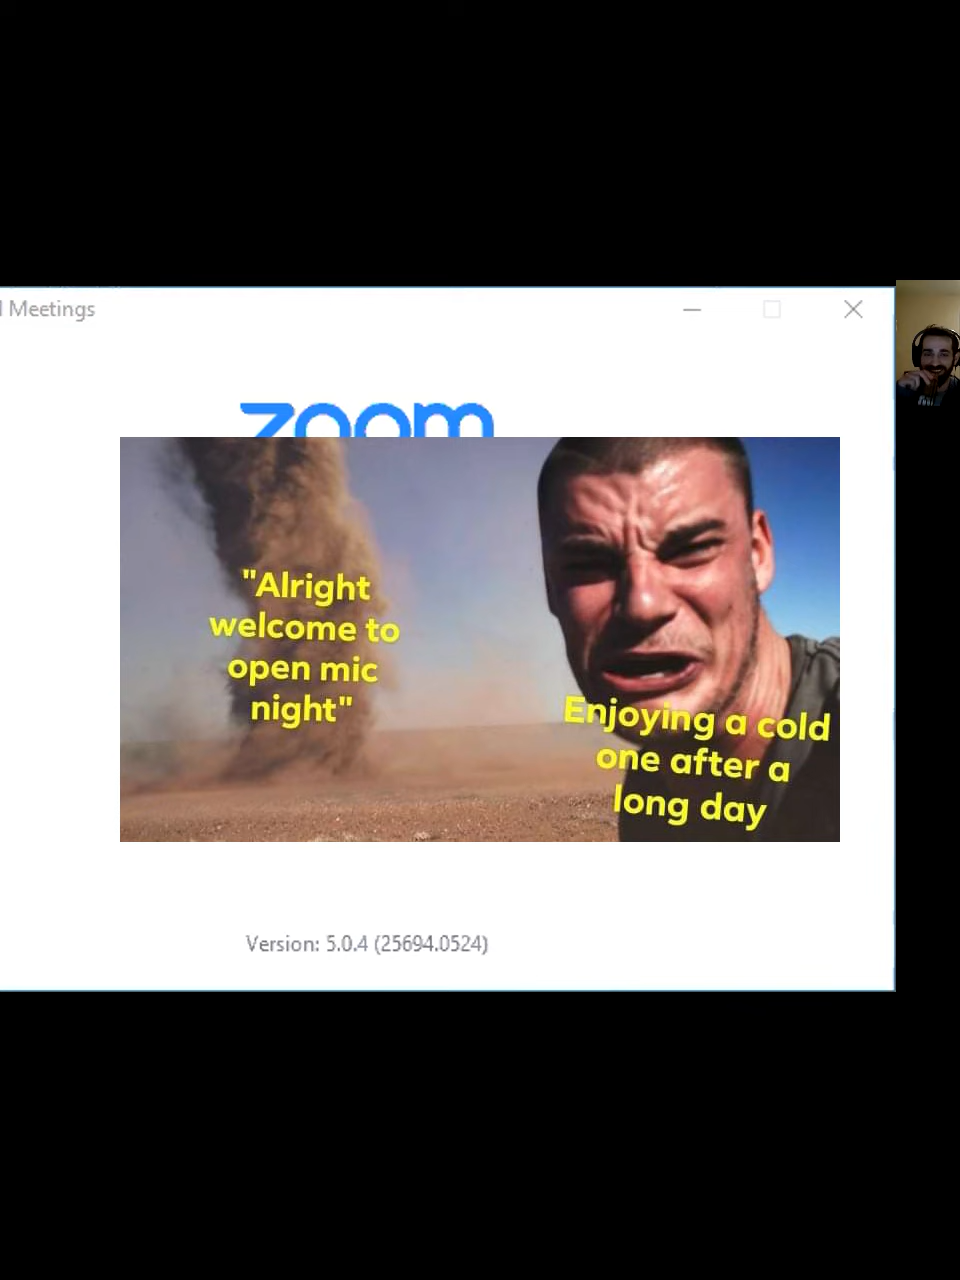 Meetings
zoom
"Alright
welcome to
open mic
night"
Enjoying a cold
one after a
long day
Version: 5.0.4 (25694.0524)